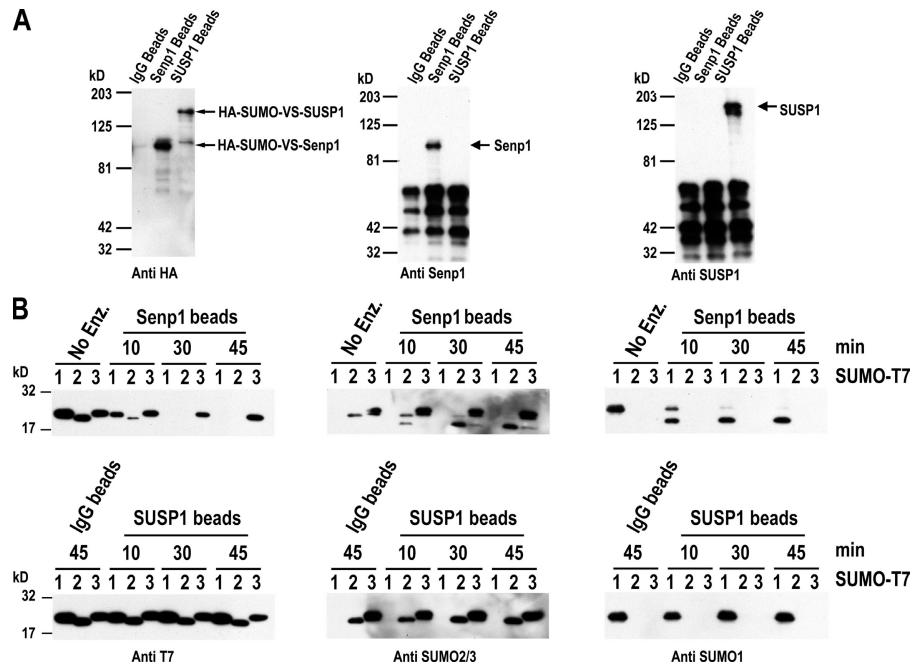 A
IgG Beads
Senp1 Beads
SUSP1 Beads
kD
203
125
81
42
32
HA-SUMO-VS-SUSP1
HA-SUMO-VS-Senp1
Anti HA
IgG Beads
Senp1 Beads
SUSP1 Beads
kD
203
125
81
42
32
Senp1
Anti Senp1
IgG Beads
Senp1 Beads
SUSP1 Beads
kD
203
125
81
42
32
SUSP1
Anti SUSP1
B
No Enz. Senp1 beads
10 30 45
kD 1 2 3 1 2 3 1 2 3 1 2 3
32
17
No Enz. Senp1 beads
10 30 45
1 2 3 1 2 3 1 2 3 1 2 3
No Enz. Senp1 beads
10 30 45 min
1 2 3 1 2 3 1 2 3 1 2 3 SUMO-T7
IgG beads SUSP1 beads
45 10 30 45
kD 1 2 3 1 2 3 1 2 3 1 2 3
32
17
Anti T7
IgG beads SUSP1 beads
45 10 30 45
1 2 3 1 2 3 1 2 3 1 2 3
Anti SUMO2/3
IgG beads SUSP1 beads
45 10 30 45 min
1 2 3 1 2 3 1 2 3 1 2 3 SUMO-T7
Anti SUMO1